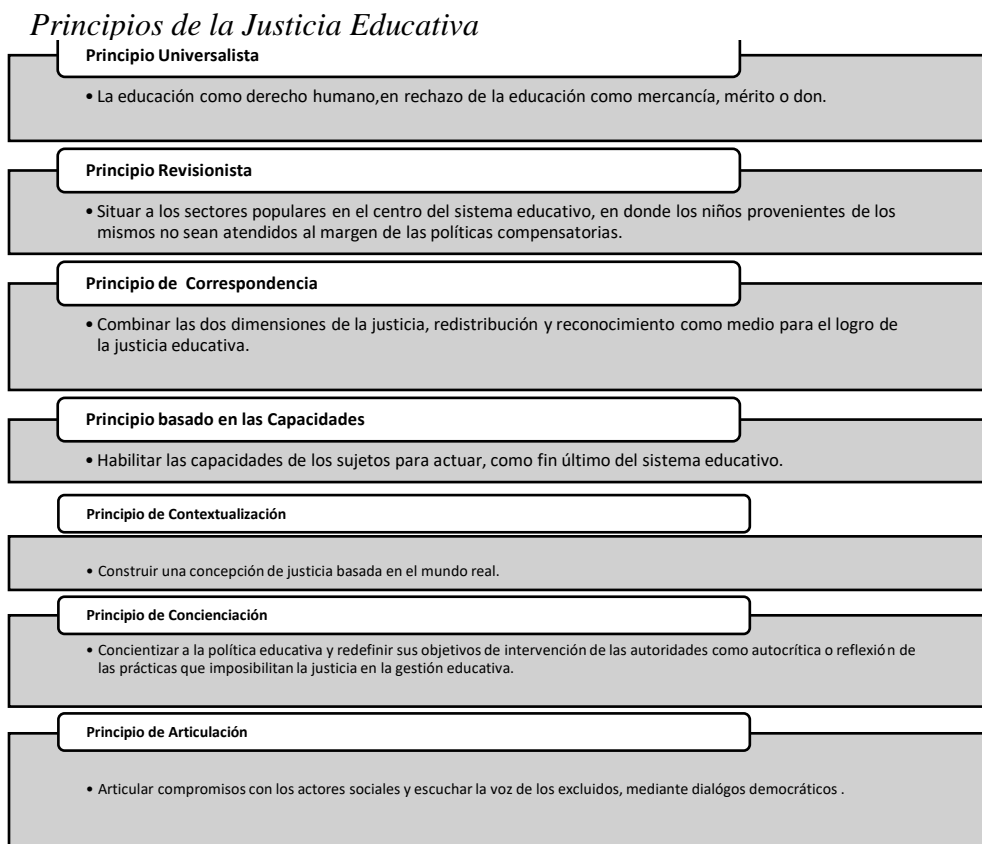 Principios de la Justicia Educativa
Principio Universalista
• La educación como derecho humano,en rechazo de la educación como mercancía, mérito o don.
Principio Revisionista
• Situar a los sectores populares en el centro del sistema educativo, en donde los niños provenientes de los
mismos no sean atendidos al margen de las políticas compensatorias.
Principio de Correspondencia
• Combinar las dos dimensiones de la justicia, redistribución y reconocimiento como medio para el logro de
la justicia educativa.
Principio basado en las Capacidades
• Habilitar las capacidades de los sujetos para actuar, como fin último del sistema educativo.
Principio de Contextualización
• Construir una concepción de justicia basada en el mundo real.
Principio de Concienciación
• Concientizar a la política educativa y redefinir sus objetivos de intervención de las autoridades como autocrítica o reflexión de
las prácticas que imposibilitan la justicia en la gestión educativa.
Principio de Articulación
• Articular compromisos con los actores sociales y escuchar la voz de los excluidos, mediante dialógos democráticos .